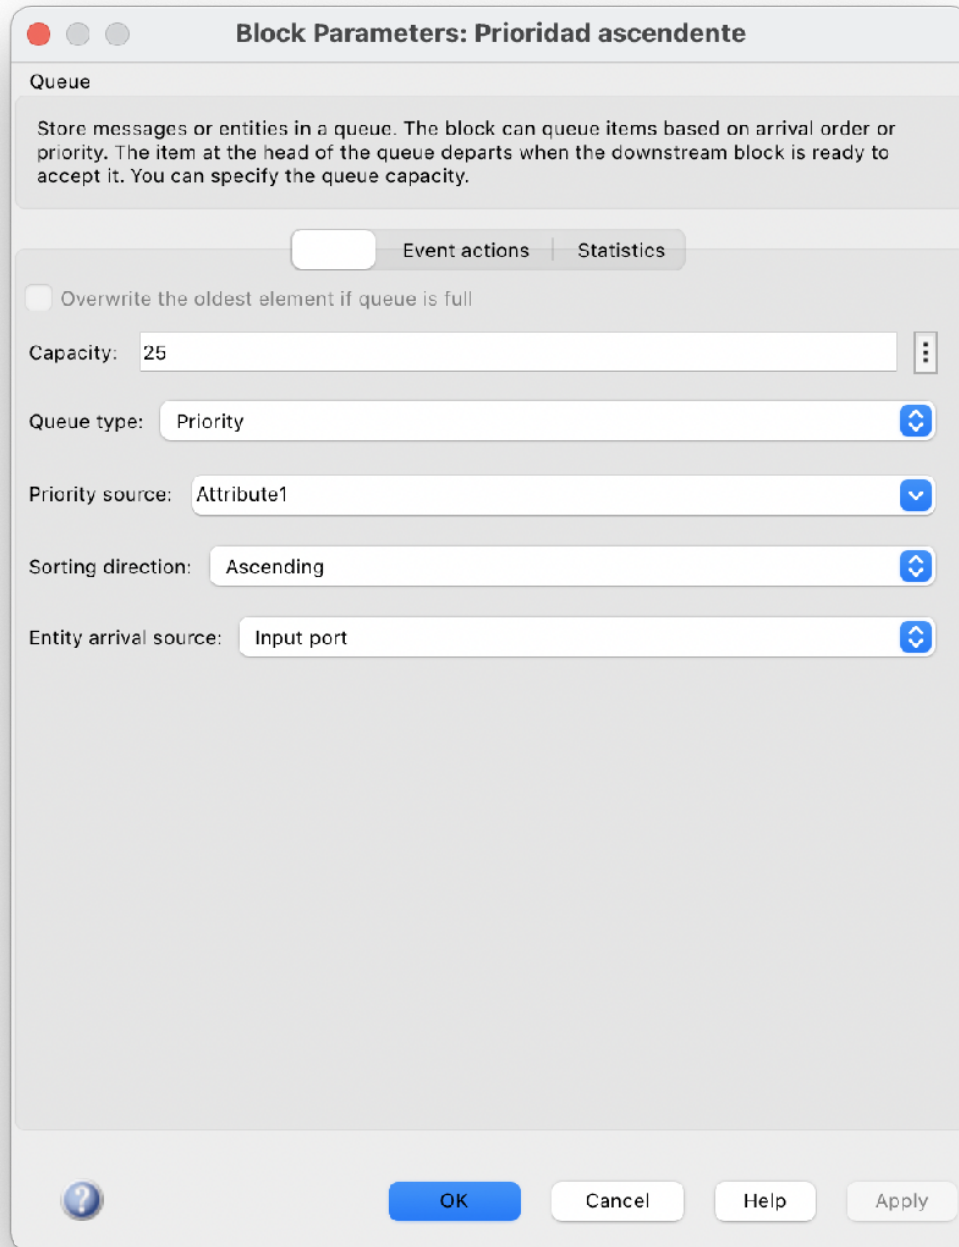 Block Parameters: Prioridad ascendente
Queue
Store messages or entities in a queue. The block can queue items based on arrival order or
priority. The item at the head of the queue departs when the downstream block is ready to
accept it. You can specify the queue capacity.
Event actions Statistics
Overwrite the oldest element if queue is full
Capacity: 25
Queue type: Priority
Priority source: Attribute1
Sorting direction: Ascending
Entity arrival source: Input port
? OK Cancel Help Apply